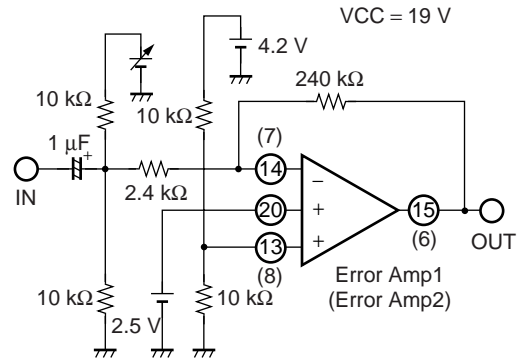 VCC = 19 V
4.2 V
240 kΩ
10 kΩ
10 kΩ
(7)
1 μF
+
14
−
IN
2.4 kΩ
20
+
15
13
+
(6)
OUT
(8)
Error Amp1
10 kΩ
10 kΩ
(Error Amp2)
2.5 V